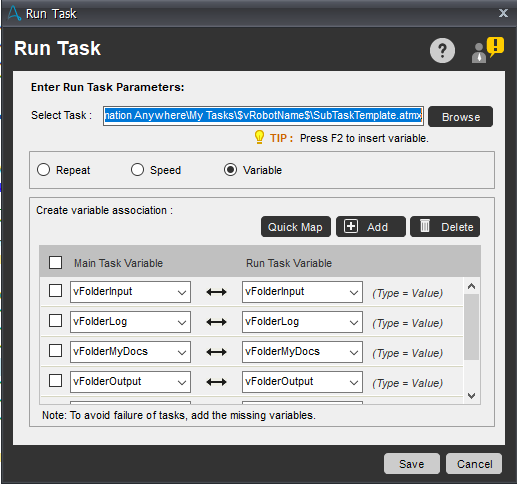 Run Task
Run Task
Enter Run Task Parameters:
Select Task : nation Anywhere\My Tasks\$vRobotName$\SubTaskTemplate.atmx Browse
TIP : Press F2 to insert variable.
Repeat Speed Variable
Create variable association :
Quick Map Add Delete
Main Task Variable Run Task Variable
vFolderInput vFolderInput (Type = Value)
vFolderLog vFolderLog (Type = Value)
vFolderMyDocs vFolderMyDocs (Type = Value)
vFolderOutput vFolderOutput (Type = Value)
Note: To avoid failure of tasks, add the missing variables.
Save Cancel